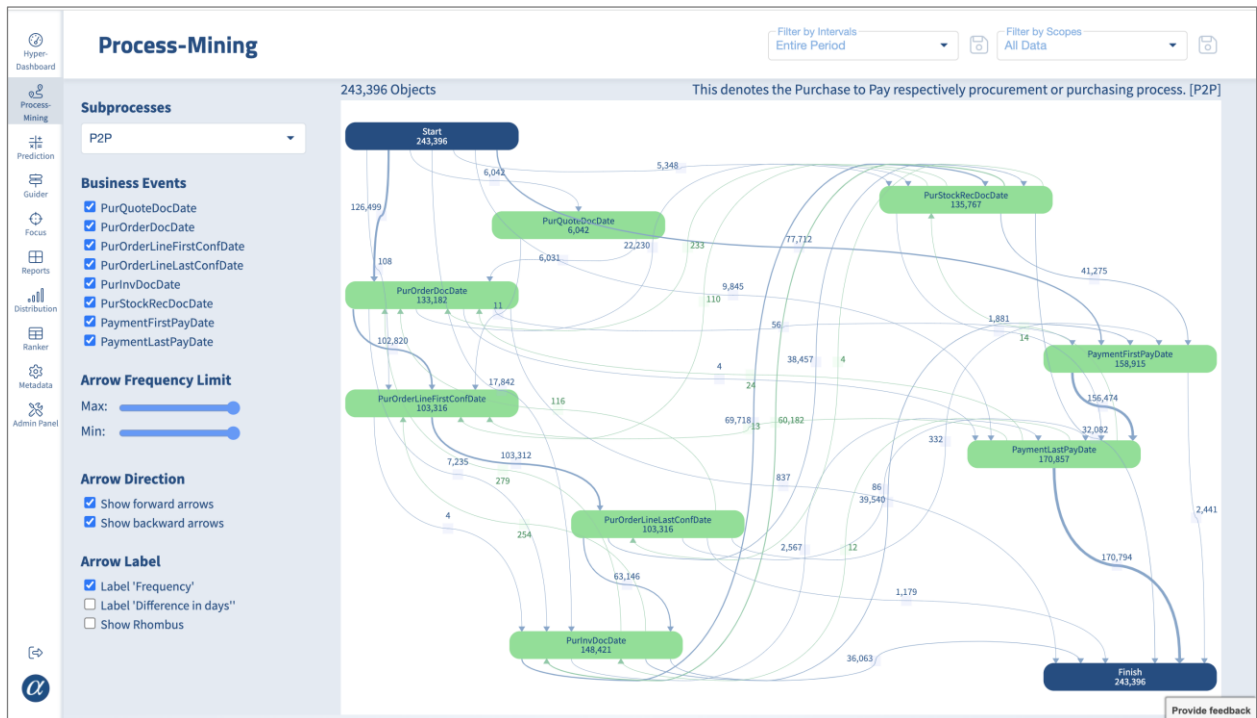 Process-Mining
Filter by Intervals
Entire Period
Filter by Scopes
All Data
Hyper-
Dashboard
Process-
Mining
Prediction
Guider
Focus
Reports
Distribution
Ranker
Metadata
Admin Panel
α
Subprocesses
P2P
Business Events
PurQuoteDocDate
PurOrderDocDate
PurOrderLineFirstConfDate
PurOrderLineLastConfDate
PurInvDocDate
PurStockRecDocDate
PaymentFirstPayDate
PaymentLastPayDate
Arrow Frequency Limit
Max:
Min:
Arrow Direction
Show forward arrows
Show backward arrows
Arrow Label
Label 'Frequency'
Label 'Difference in days''
Show Rhombus
243,396 Objects
This denotes the Purchase to Pay respectively procurement or purchasing process. [P2P]
Start
243,396
5,348
6,042
PurStockRecDocDate
135,767
126,499
PurQuoteDocDate
6,042
77,712
22,230
233
6,031
108
41,275
9,845
PurOrderDocDate
133,182
11
110
1,881
56
14
102,820
38,457
4
PaymentFirstPayDate
158,915
4
17,842
24
156,474
PurOrderLineFirstConfDate
103,316
116
69,718
13
60,182
32,082
332
PaymentLastPayDate
170,857
103,312
7,235
279
837
86
39,540
2,441
4
PurOrderLineLastConfDate
103,316
254
2,567
12
170,794
63,146
1,179
PurInvDocDate
148,421
36,063
Finish
243,396
Provide feedback